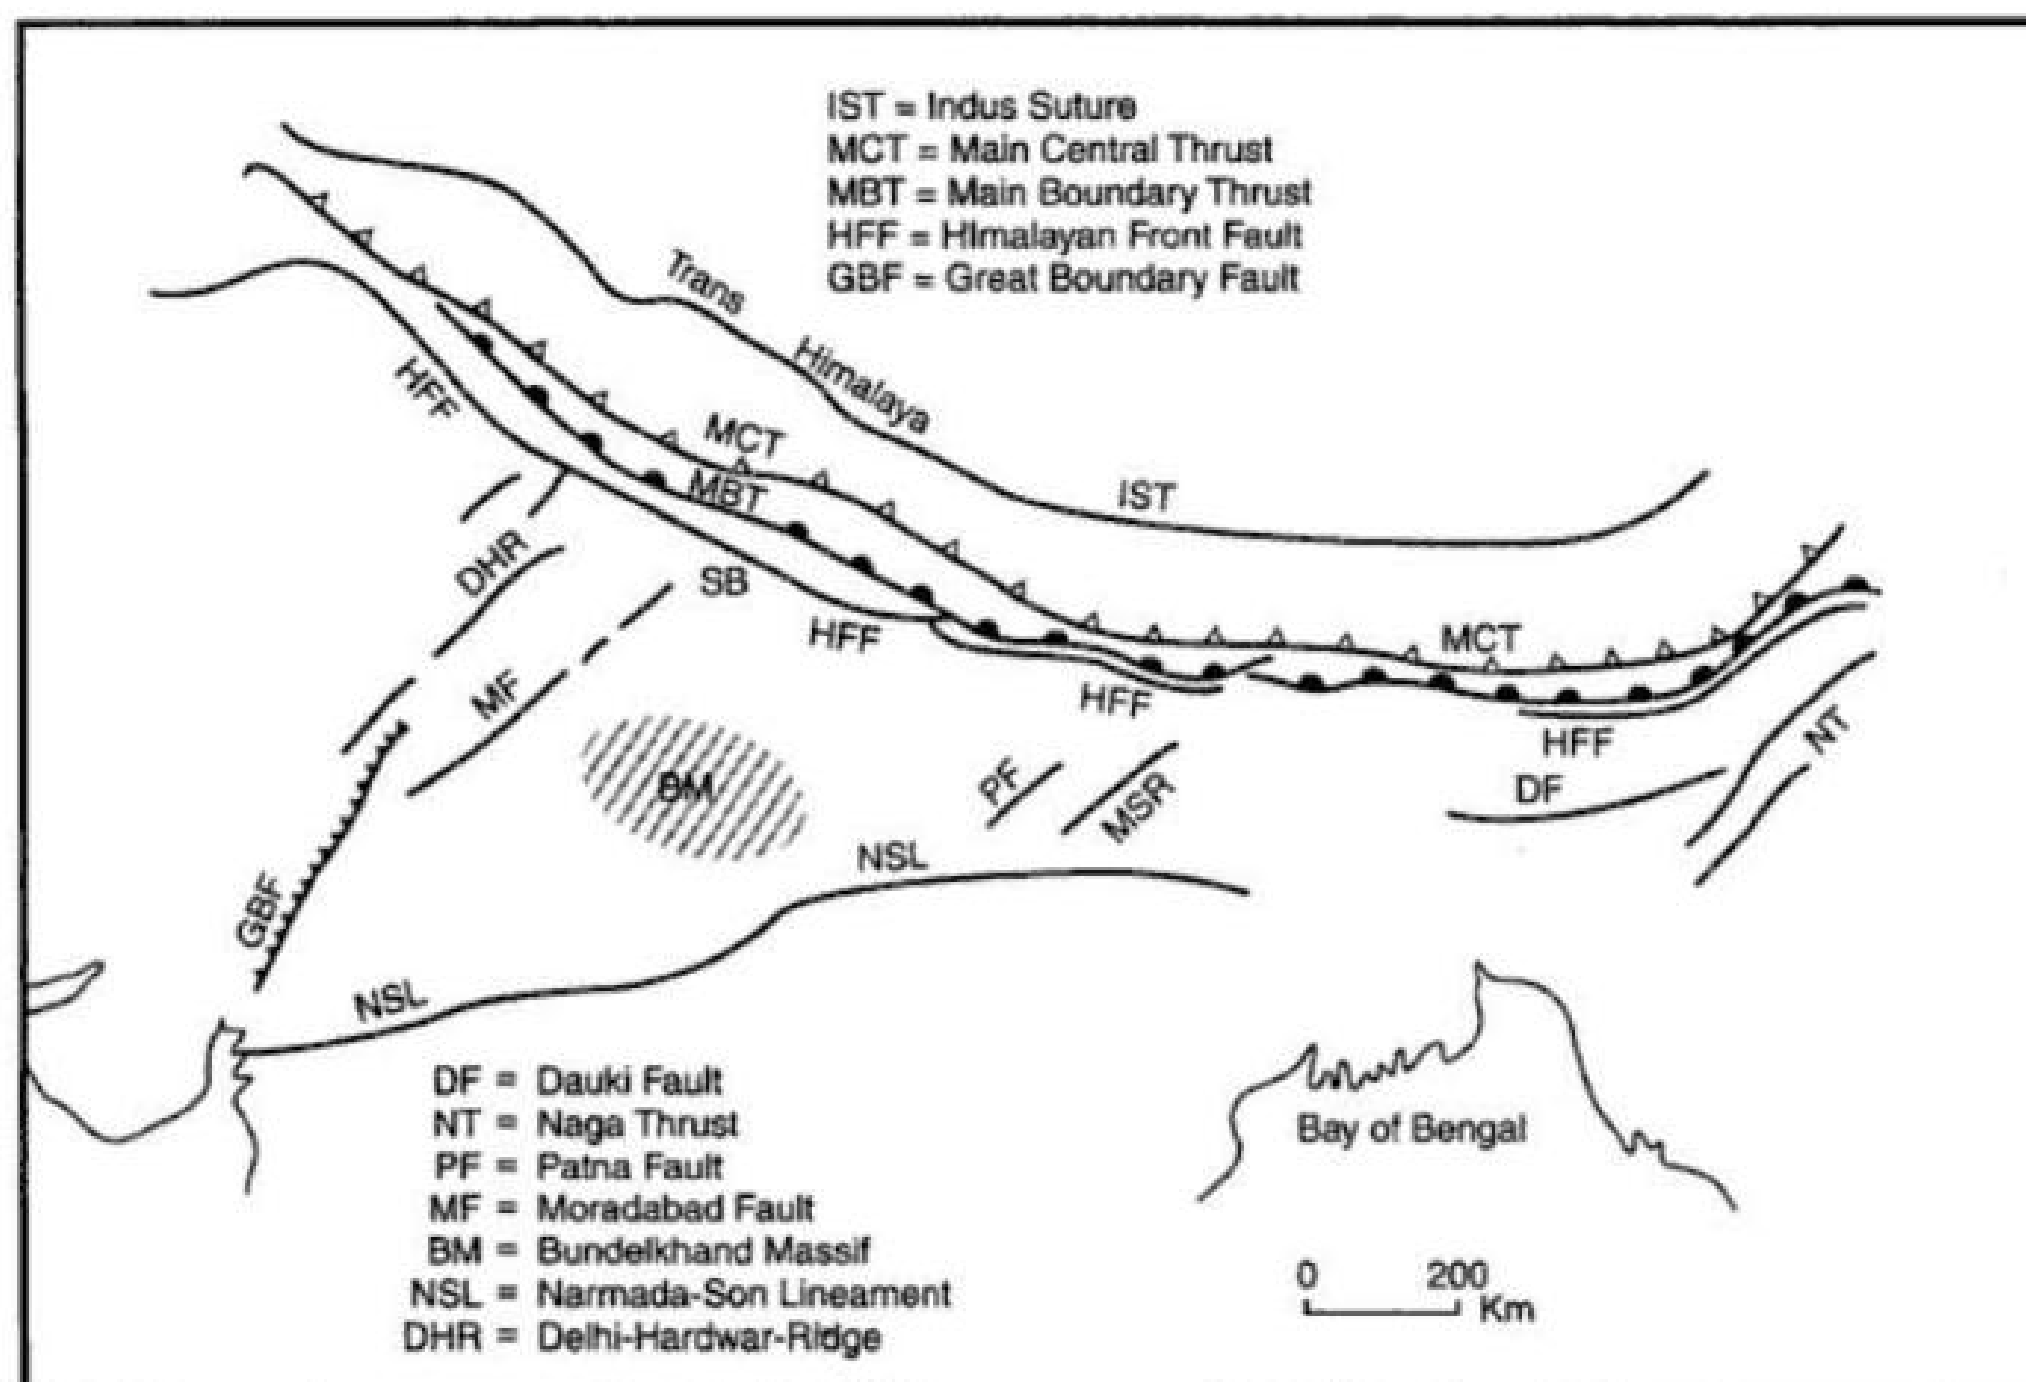 IST = Indus Suture
MCT = Main Central Thrust
MBT = Main Boundary Thrust
HFF = HImalayan Front Fault
GBF = Great Boundary Fault
Trans
Himalaya
HFF
MCT
MBT
IST
DHR
SB
HFF
MCT
MF
HFF
HFF
NT
BM
PF
MSR
DF
NSL
GBF
NSL
DF = Dauki Fault
NT = Naga Thrust
PF = Patna Fault
MF = Moradabad Fault
BM = Bundelkhand Massif
NSL = Narmada-Son Lineament
DHR = Delhi-Hardwar-Ridge
Bay of Bengal
0 200
Km